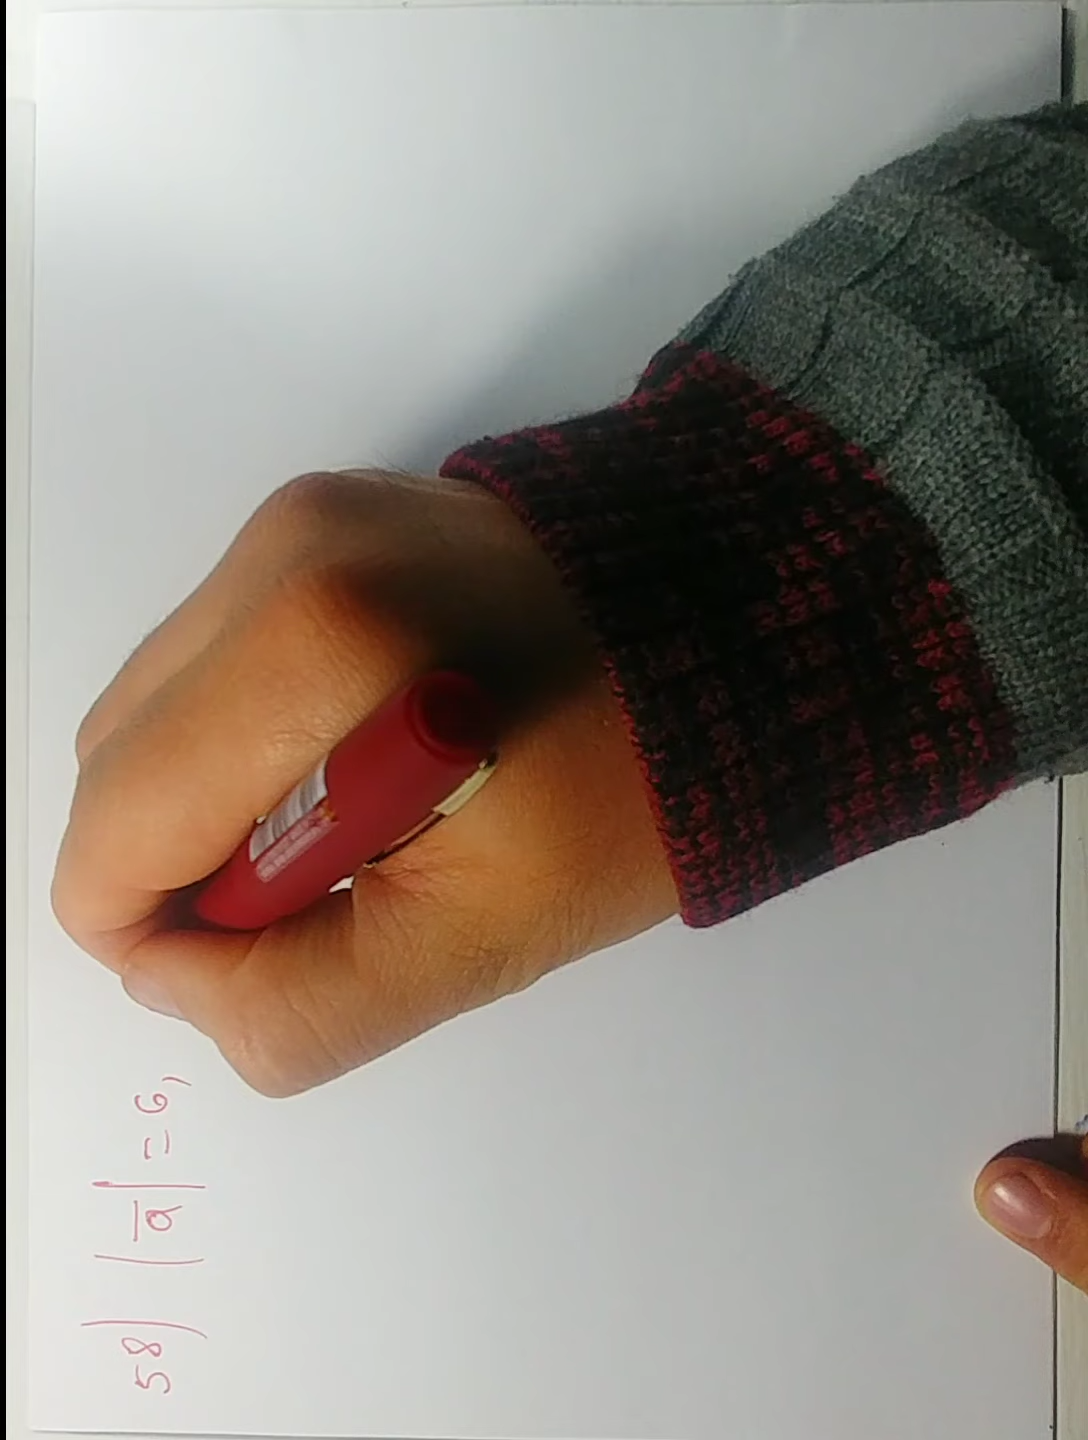 58) |a̅| = 6,